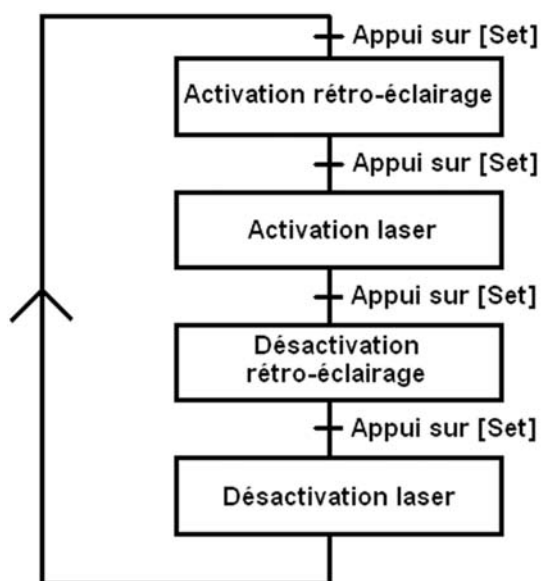 Appui sur [Set]
Activation rétro-éclairage
Appui sur [Set]
Activation laser
Appui sur [Set]
Désactivation
rétro-éclairage
Appui sur [Set]
Désactivation laser